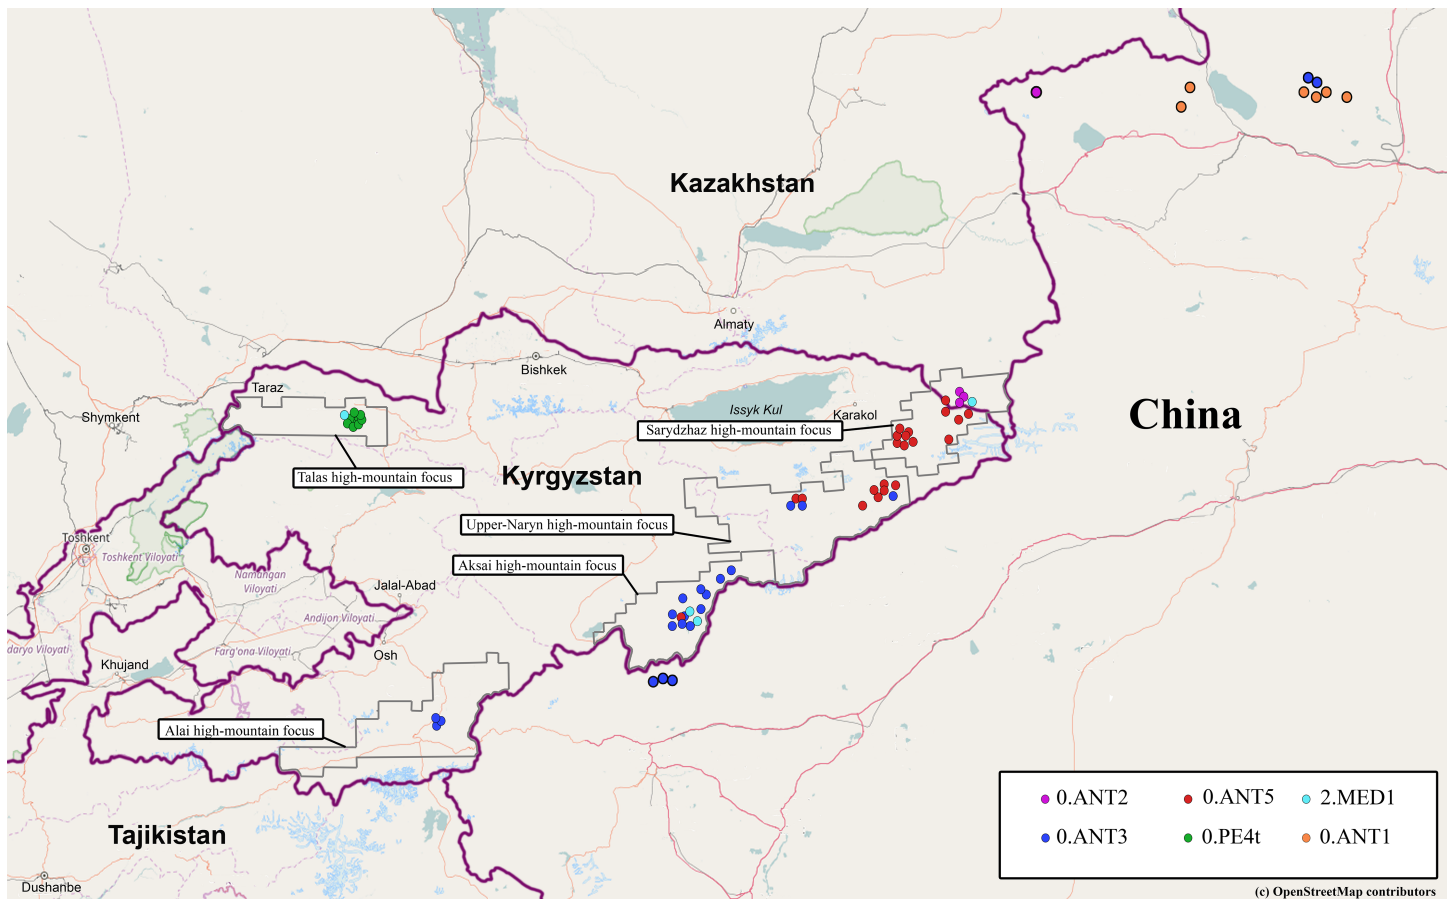 Kazakhstan
Almaty
Bishkek
Taraz
Issyk Kul
Karakol
Shymkent
China
Sarydzhaz high-mountain focus
Talas high-mountain focus
Kyrgyzstan
Upper-Naryn high-mountain focus
Toshkent
Toshkent Viloyati
Aksai high-mountain focus
Namangan
Viloyati
Jalal-Abad
Andijon Viloyati
daryo Viloyati
Farg'ona Viloyati
Osh
Khujand
Alai high-mountain focus
Tajikistan
Dushanbe
0.ANT2 0.ANT5 2.MED1
0.ANT3 0.PE4t 0.ANT1
(c) OpenStreetMap contributors